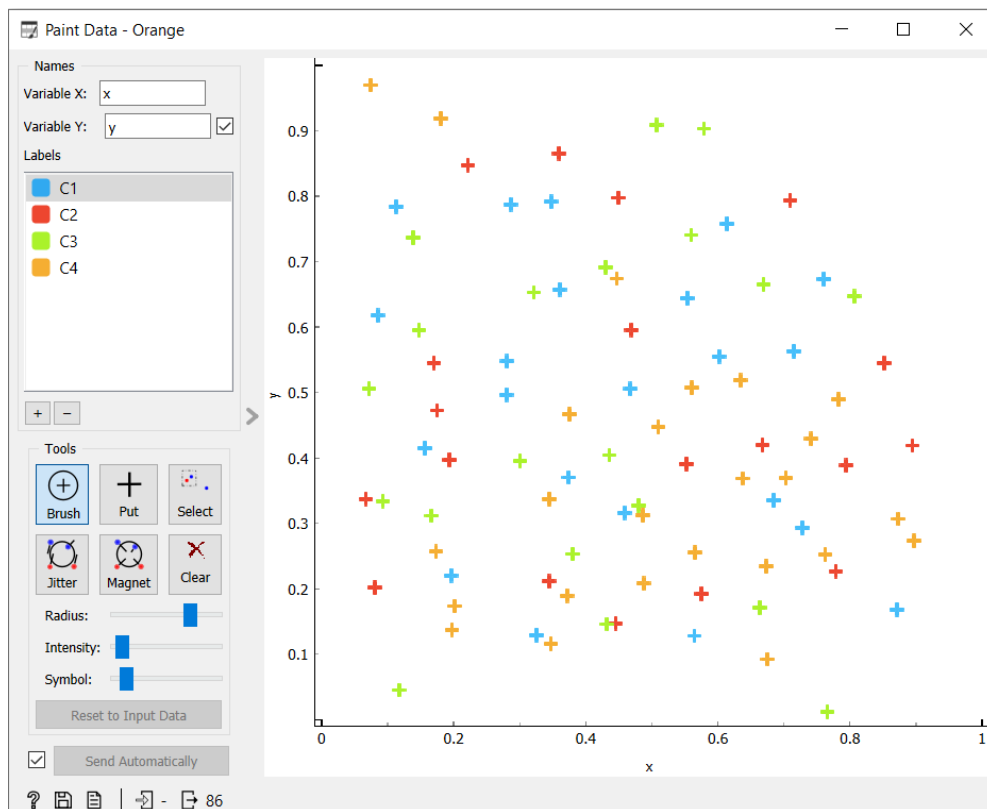 Paint Data - Orange
Names
Variable X: x
Variable Y: y
Labels
C1
C2
C3
C4
+ −
Tools
Brush Put Select
Jitter Magnet Clear
Radius:
Intensity:
Symbol:
Reset to Input Data
Send Automatically
? | - 86
0.9
0.8
0.7
0.6
0.5
0.4
0.3
0.2
0.1
y
0 0.2 0.4 0.6 0.8 1
x